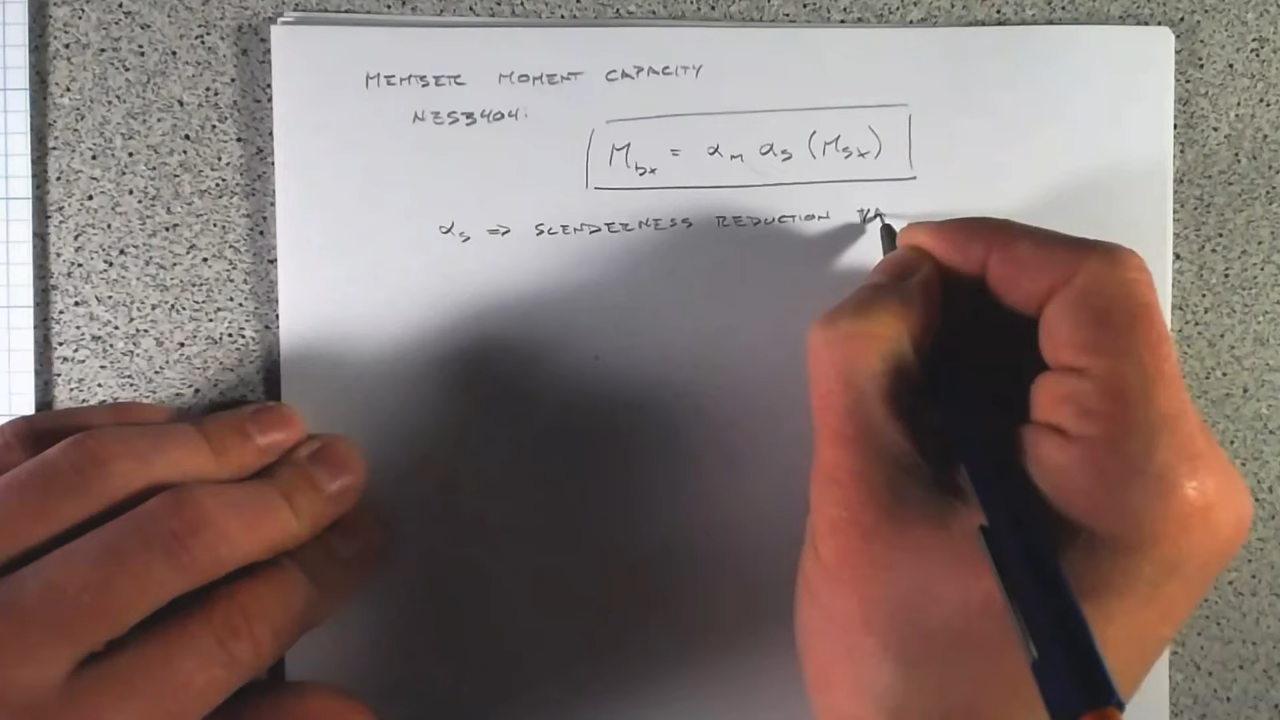 MEMBER MOMENT CAPACITY
NZS3404:
M_bx = α_m α_s (M_sx)
α_s ⇒ SLENDERNESS REDUCTION